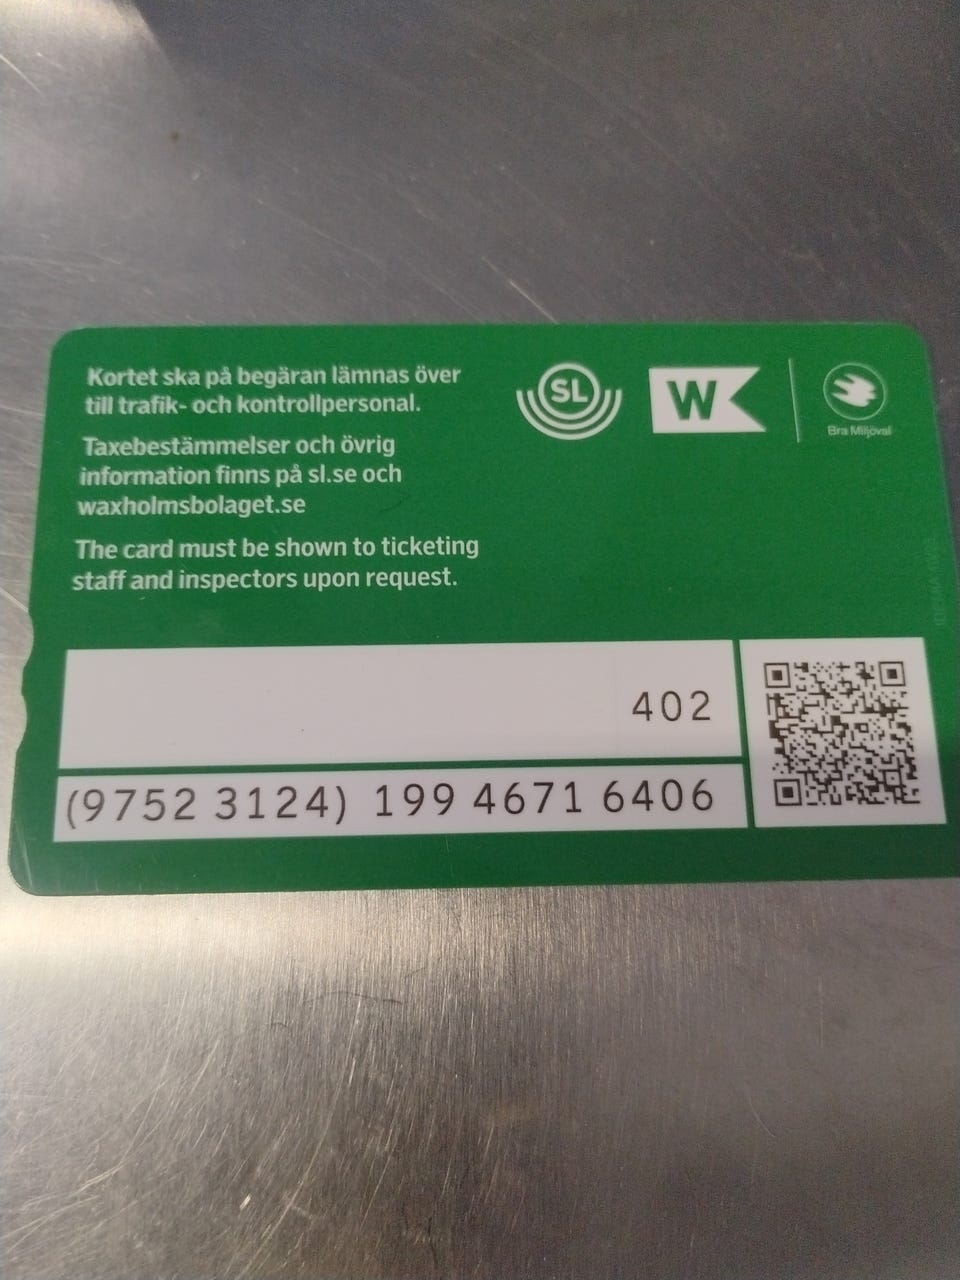 Kortet ska på begäran lämnas över
till trafik- och kontrollpersonal.
Taxebestämmelser och övrig
information finns på sl.se och
waxholmsbolaget.se
The card must be shown to ticketing
staff and inspectors upon request.
SL
W
Bra Miljöval
402
(9752 3124) 199 4671 6406